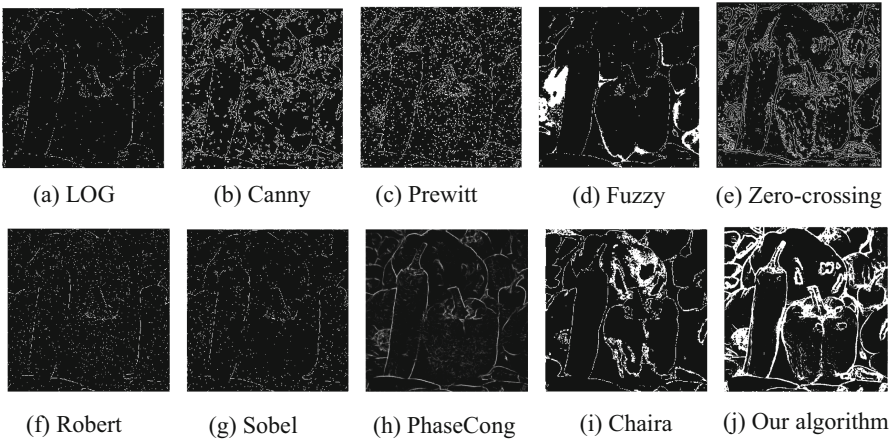 (a) LOG (b) Canny (c) Prewitt (d) Fuzzy (e) Zero-crossing
(f) Robert (g) Sobel (h) PhaseCong (i) Chaira (j) Our algorithm